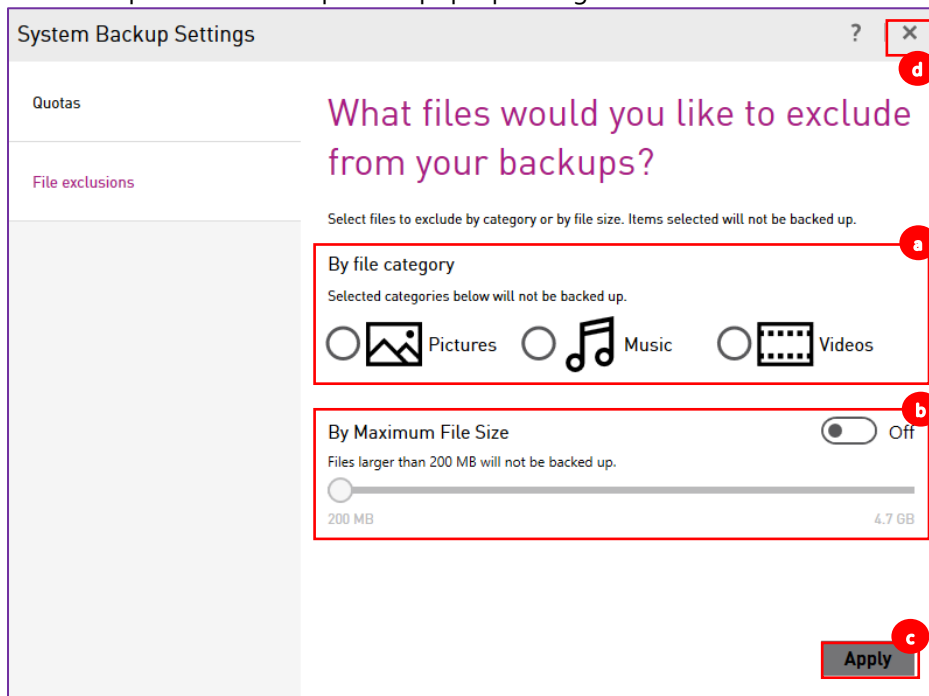 System Backup Settings ? ×
d
Quotas
File exclusions
What files would you like to exclude
from your backups?
Select files to exclude by category or by file size. Items selected will not be backed up.
a
By file category
Selected categories below will not be backed up.
Pictures Music Videos
b
By Maximum File Size Off
Files larger than 200 MB will not be backed up.
200 MB 4.7 GB
c
Apply